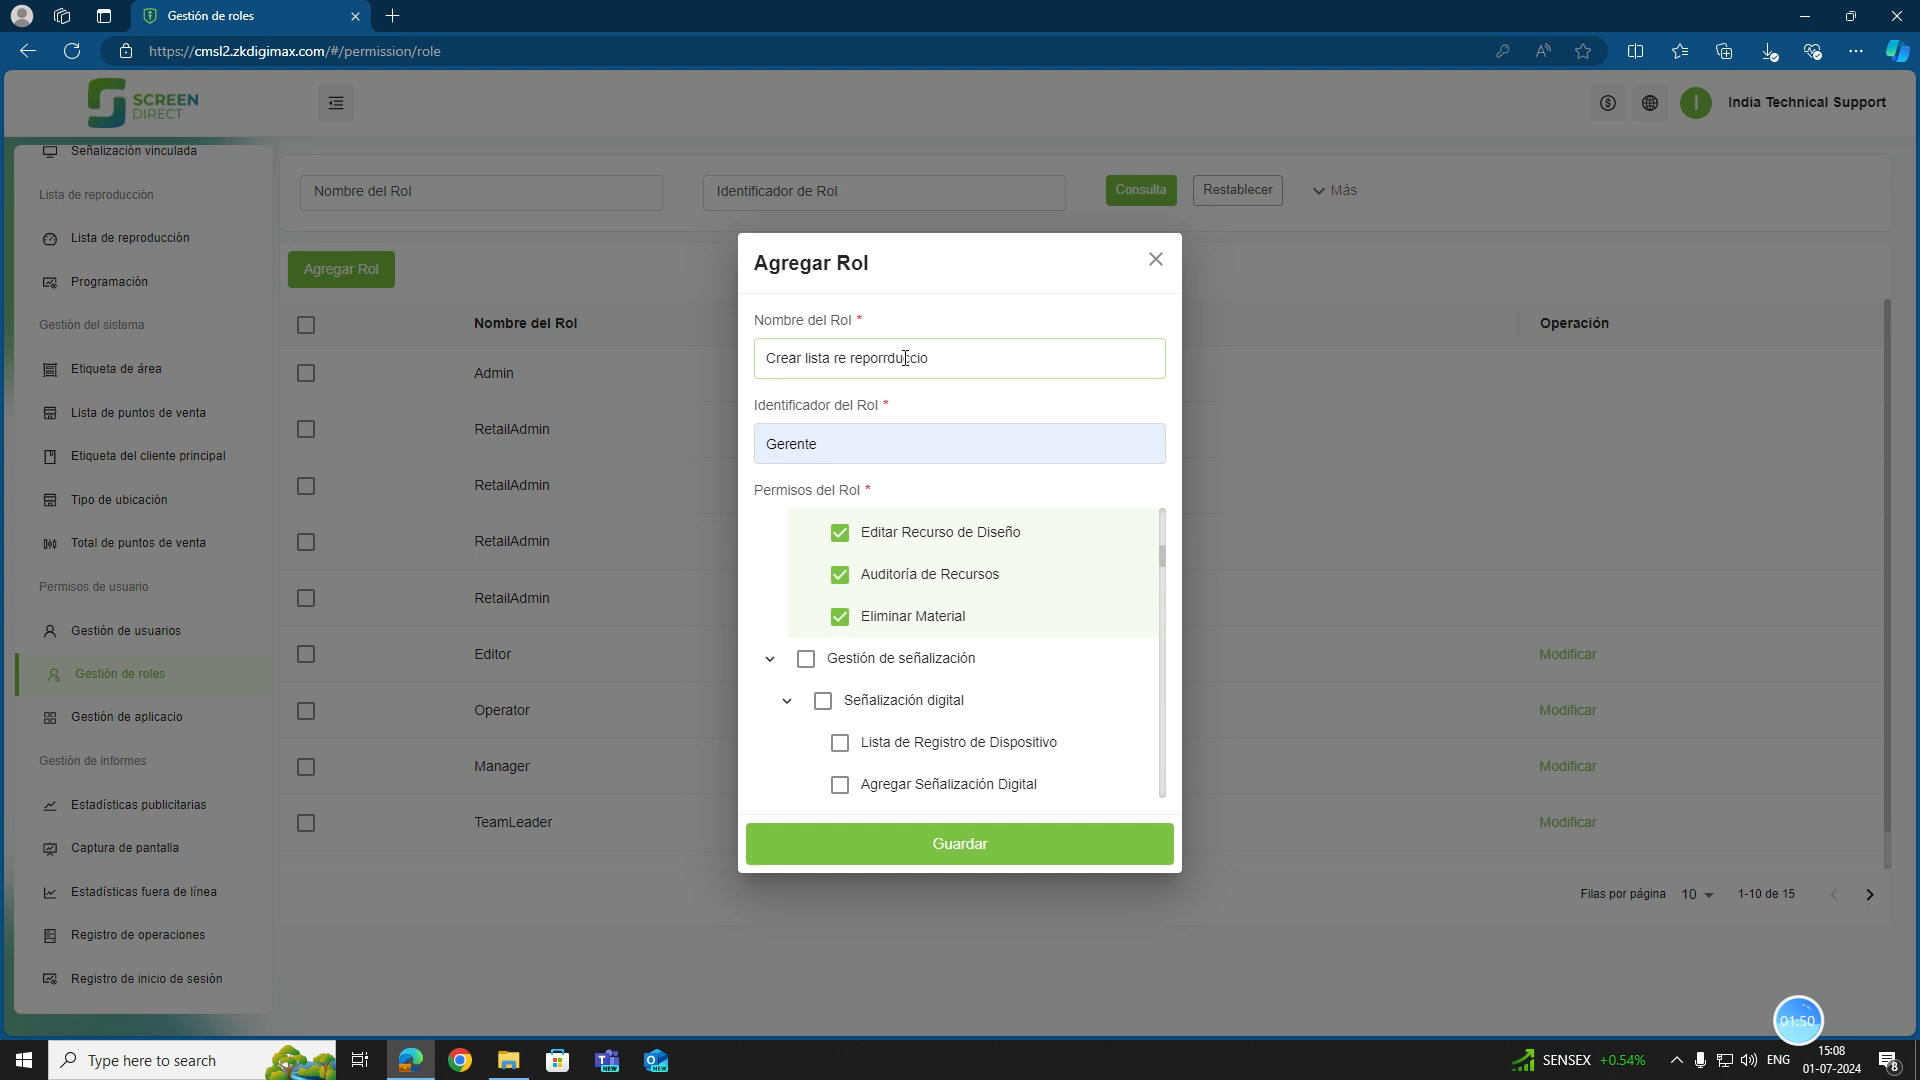 Gestión de roles
https://cmsl2.zkdigimax.com/#/permission/role
SCREEN
DIRECT
India Technical Support
Señalización vinculada
Lista de reproducción
Lista de reproducción
Programación
Gestión del sistema
Etiqueta de área
Lista de puntos de venta
Etiqueta del cliente principal
Tipo de ubicación
Total de puntos de venta
Permisos de usuario
Gestión de usuarios
Gestión de roles
Gestión de aplicacio
Gestión de informes
Estadísticas publicitarias
Captura de pantalla
Estadísticas fuera de línea
Registro de operaciones
Registro de inicio de sesión
Nombre del Rol
Identificador de Rol
Consulta
Restablecer
Más
Agregar Rol
Nombre del Rol
Operación
Admin
RetailAdmin
RetailAdmin
RetailAdmin
RetailAdmin
Editor
Modificar
Operator
Modificar
Manager
Modificar
TeamLeader
Modificar
Filas por página 10 1-10 de 15
Agregar Rol
Nombre del Rol *
Crear lista re reporrduccio
Identificador del Rol *
Gerente
Permisos del Rol *
Editar Recurso de Diseño
Auditoría de Recursos
Eliminar Material
Gestión de señalización
Señalización digital
Lista de Registro de Dispositivo
Agregar Señalización Digital
Guardar
01:50
Type here to search
SENSEX +0.54%
ENG
15:08
01-07-2024
8